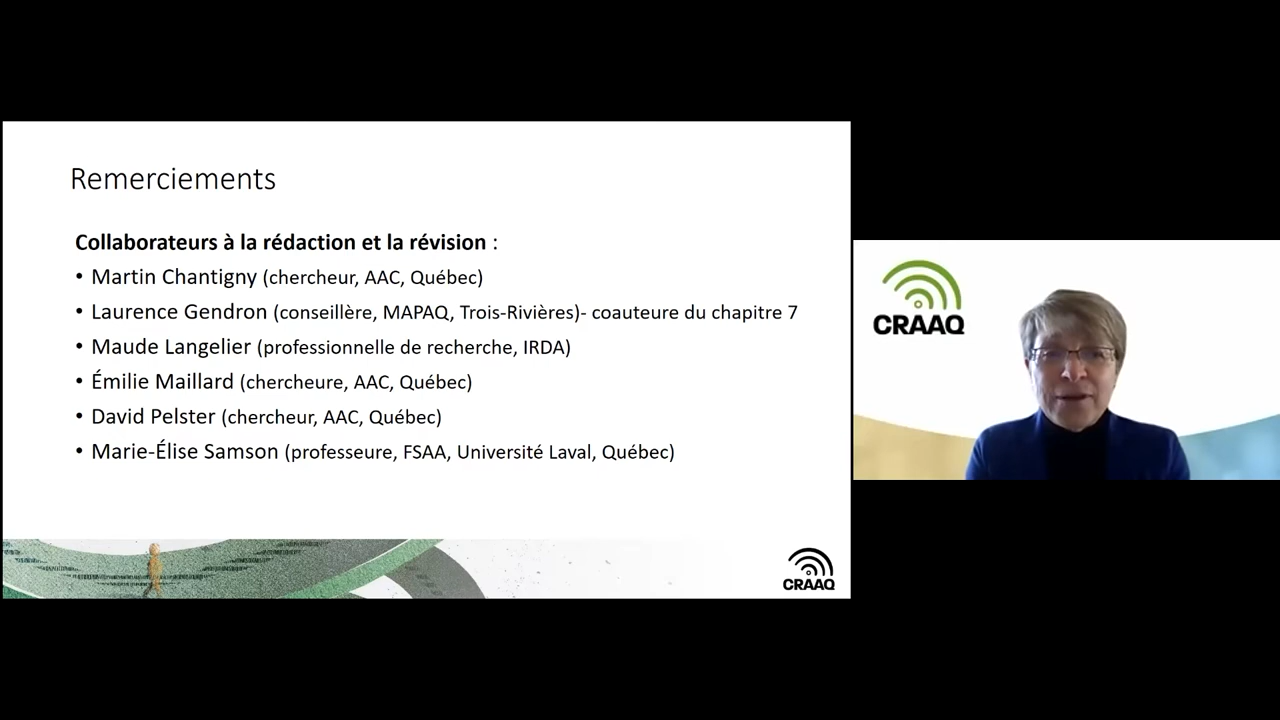 Remerciements
Collaborateurs à la rédaction et la révision :
• Martin Chantigny (chercheur, AAC, Québec)
• Laurence Gendron (conseillère, MAPAQ, Trois-Rivières)- coauteure du chapitre 7
• Maude Langelier (professionnelle de recherche, IRDA)
• Émilie Maillard (chercheure, AAC, Québec)
• David Pelster (chercheur, AAC, Québec)
• Marie-Élise Samson (professeure, FSAA, Université Laval, Québec)
CRAAQ
CRAAQ